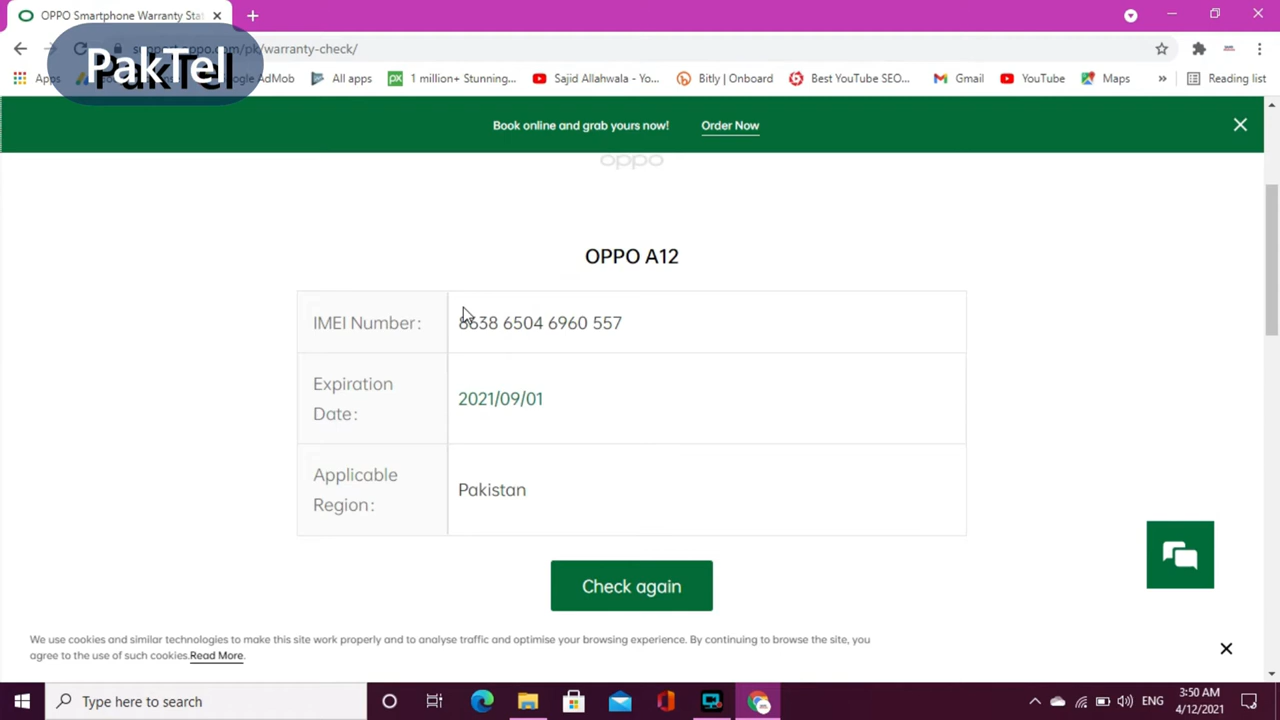 OPPO Smartphone Warranty Stat
PakTel
support.oppo.com/pk/warranty-check/
Apps
Google AdMob
All apps
1 million+ Stunning...
Sajid Allahwala - Yo...
Bitly | Onboard
Best YouTube SEO...
Gmail
YouTube
Maps
»
Reading list
Book online and grab yours now!
Order Now
oppo
OPPO A12
IMEI Number:
8638 6504 6960 557
Expiration
Date:
2021/09/01
Applicable
Region:
Pakistan
Check again
We use cookies and similar technologies to make this site work properly and to analyse traffic and optimise your browsing experience. By continuing to browse the site, you
agree to the use of such cookies.Read More.
Type here to search
ENG
3:50 AM
4/12/2021